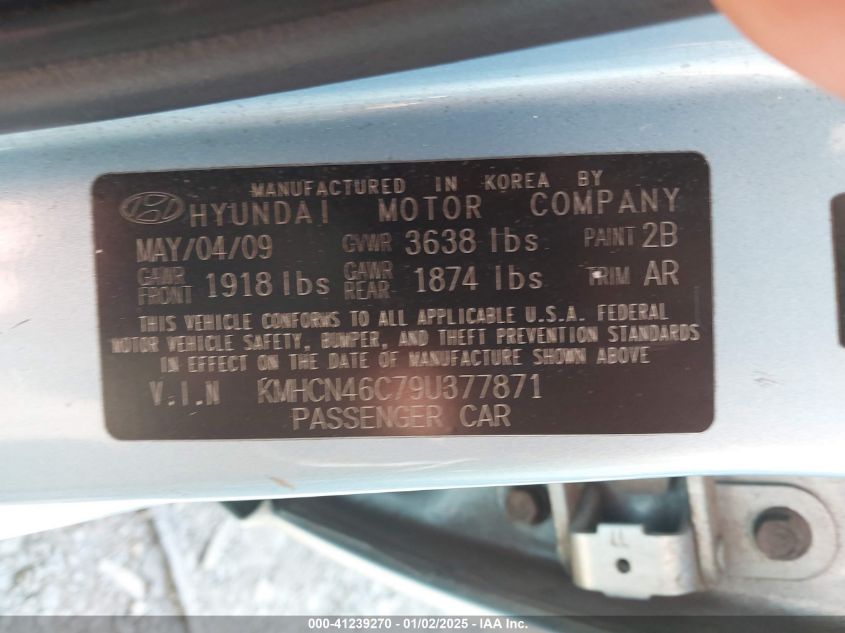 MANUFACTURED IN KOREA BY
HYUNDAI MOTOR COMPANY
MAY/04/09 GVWR 3638 lbs PAINT 2B
GAWR FRONT 1918 lbs GAWR REAR 1874 lbs TRIM AR
THIS VEHICLE CONFORMS TO ALL APPLICABLE U.S.A. FEDERAL
MOTOR VEHICLE SAFETY, BUMPER, AND THEFT PREVENTION STANDARDS
IN EFFECT ON THE DATE OF MANUFACTURE SHOWN ABOVE
V.I.N KMHCN46C79U377871
PASSENGER CAR
000-41239270 - 01/02/2025 - IAA Inc.